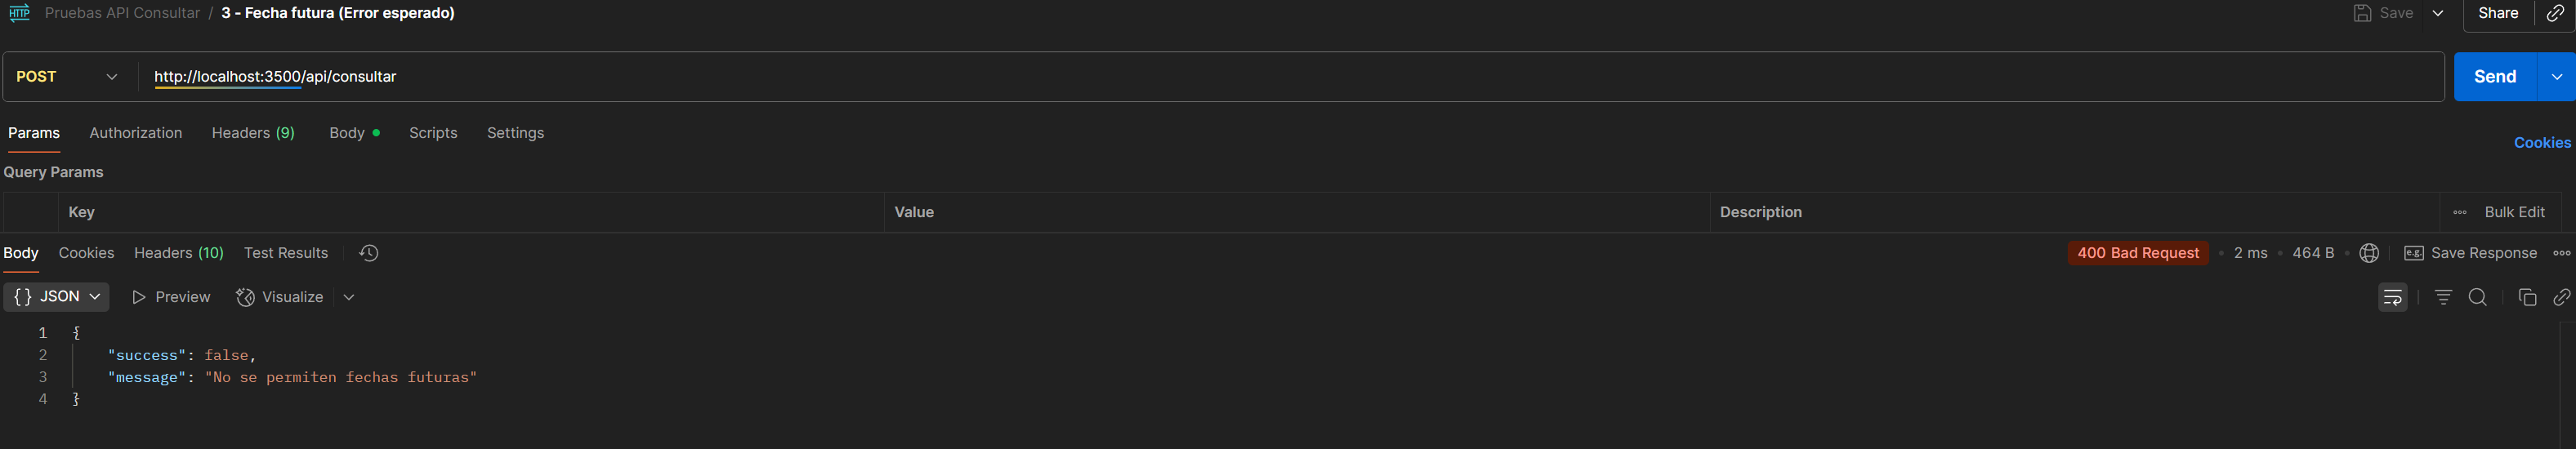 HTTP Pruebas API Consultar / 3 - Fecha futura (Error esperado) Save Share
POST http://localhost:3500/api/consultar Send
Params Authorization Headers (9) Body Scripts Settings Cookies
Query Params
Key Value Description Bulk Edit
Body Cookies Headers (10) Test Results 400 Bad Request 2 ms 464 B e.g. Save Response
{} JSON Preview Visualize
1 {
2 "success": false,
3 "message": "No se permiten fechas futuras"
4 }